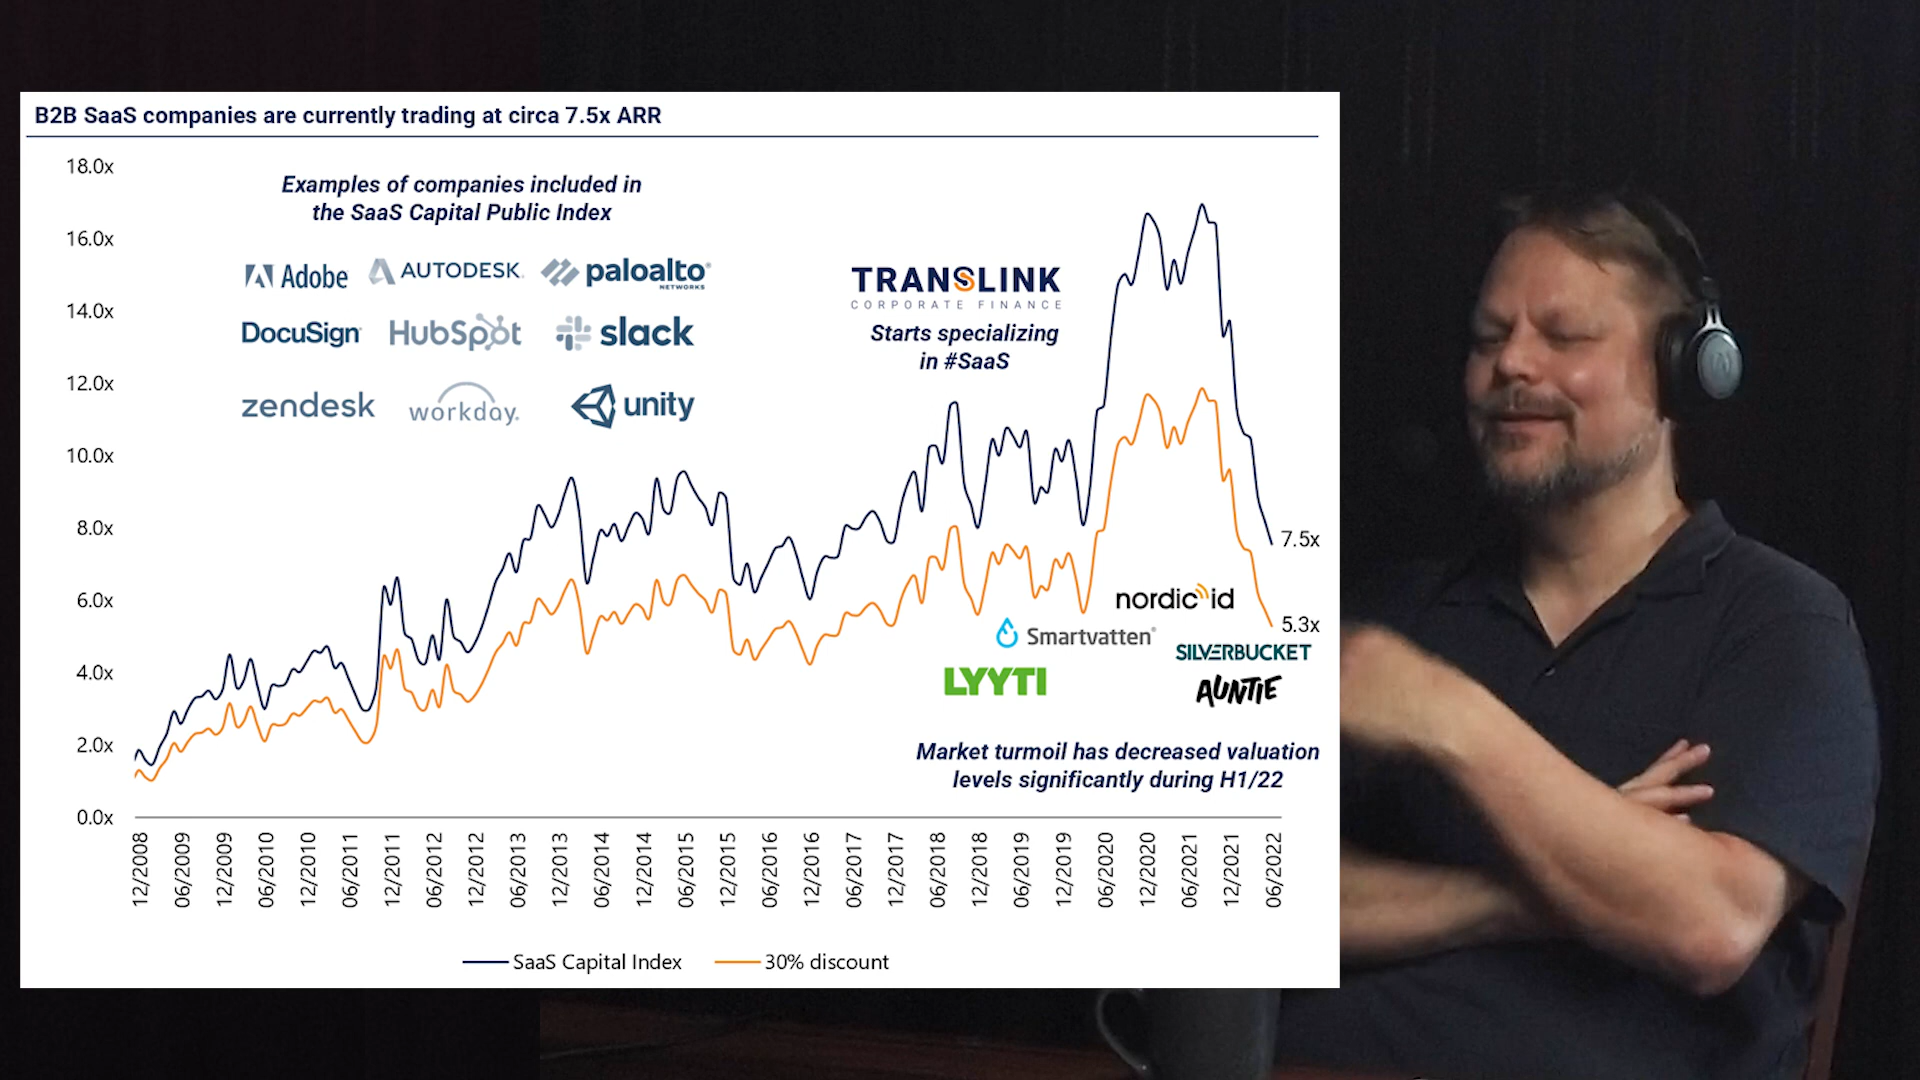 B2B SaaS companies are currently trading at circa 7.5x ARR
18.0x
16.0x
14.0x
12.0x
10.0x
8.0x
6.0x
4.0x
2.0x
0.0x
Examples of companies included in
the SaaS Capital Public Index
Adobe
AUTODESK.
paloalto®
NETWORKS
DocuSign
HubSpot
slack
zendesk
workday.
unity
TRANSLINK
CORPORATE FINANCE
Starts specializing
in #SaaS
7.5x
5.3x
nordic id
Smartvatten®
SILVERBUCKET
LYYTI
AUNTIE
Market turmoil has decreased valuation
levels significantly during H1/22
12/2008
06/2009
12/2009
06/2010
12/2010
06/2011
12/2011
06/2012
12/2012
06/2013
12/2013
06/2014
12/2014
06/2015
12/2015
06/2016
12/2016
06/2017
12/2017
06/2018
12/2018
06/2019
12/2019
06/2020
12/2020
06/2021
12/2021
06/2022
SaaS Capital Index
30% discount